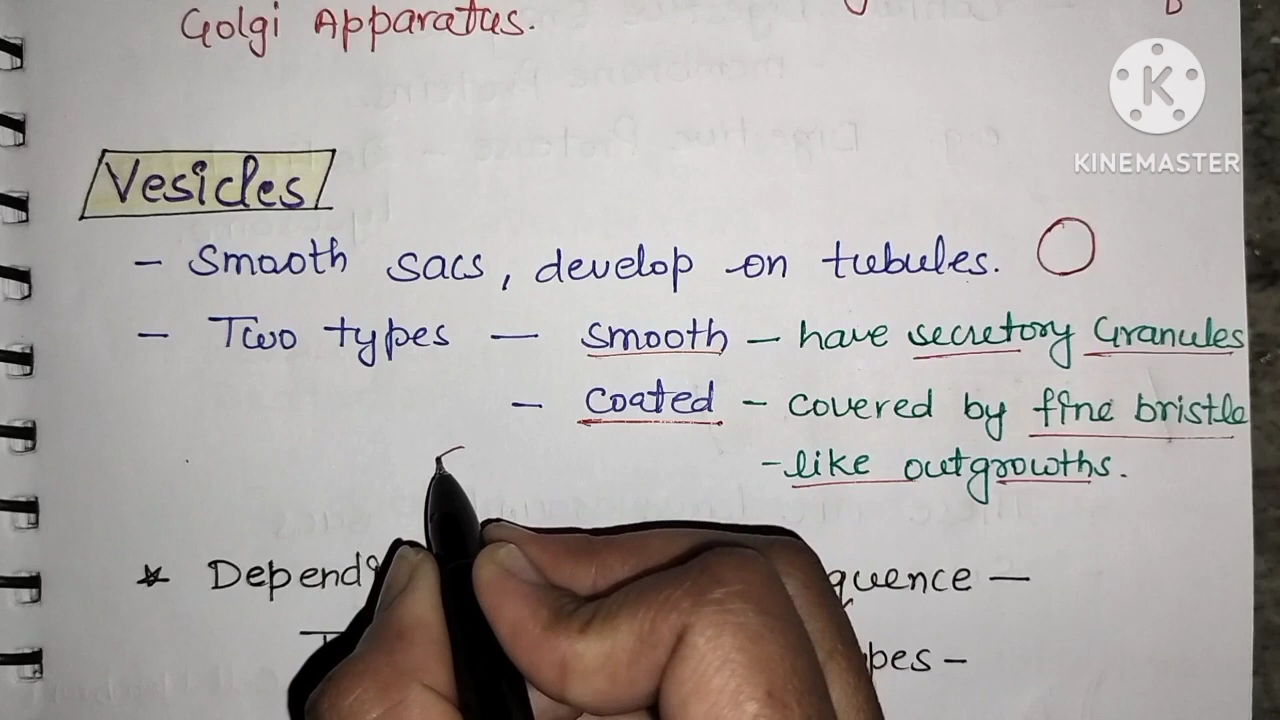 Golgi Apparatus.
K
KINEMASTER
Vesicles
- Smooth sacs, develop on tubules.
- Two types - Smooth - have secretory Granules
- Coated - covered by fine bristle
- like outgrowths.
* quence -
pes -